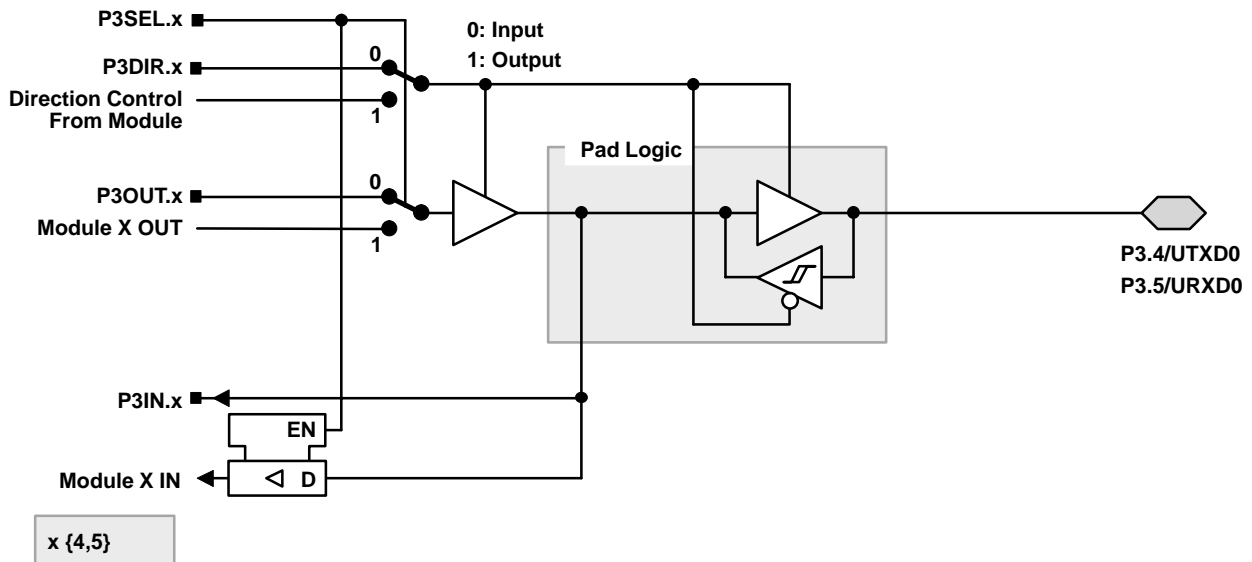 P3SEL.x
0: Input
1: Output
0
P3DIR.x
Direction Control
From Module
1
Pad Logic
0
P3OUT.x
Module X OUT
1
P3.4/UTXD0
P3.5/URXD0
P3IN.x
EN
Module X IN
D
x {4,5}